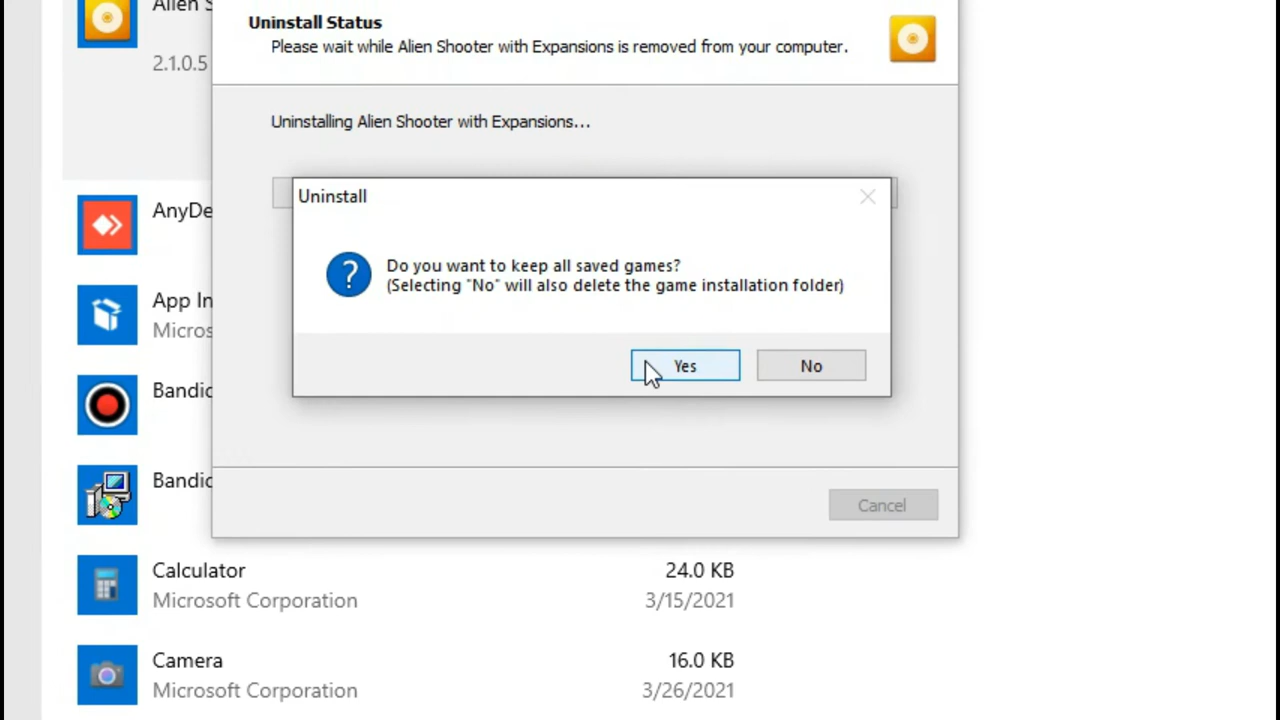 Alien S
2.1.0.5
Uninstall Status
Please wait while Alien Shooter with Expansions is removed from your computer.
Uninstalling Alien Shooter with Expansions...
Uninstall
Do you want to keep all saved games?
(Selecting "No" will also delete the game installation folder)
Yes
No
Cancel
AnyDe
App In
Micros
Bandic
Bandic
Calculator
24.0 KB
Microsoft Corporation
3/15/2021
Camera
16.0 KB
Microsoft Corporation
3/26/2021